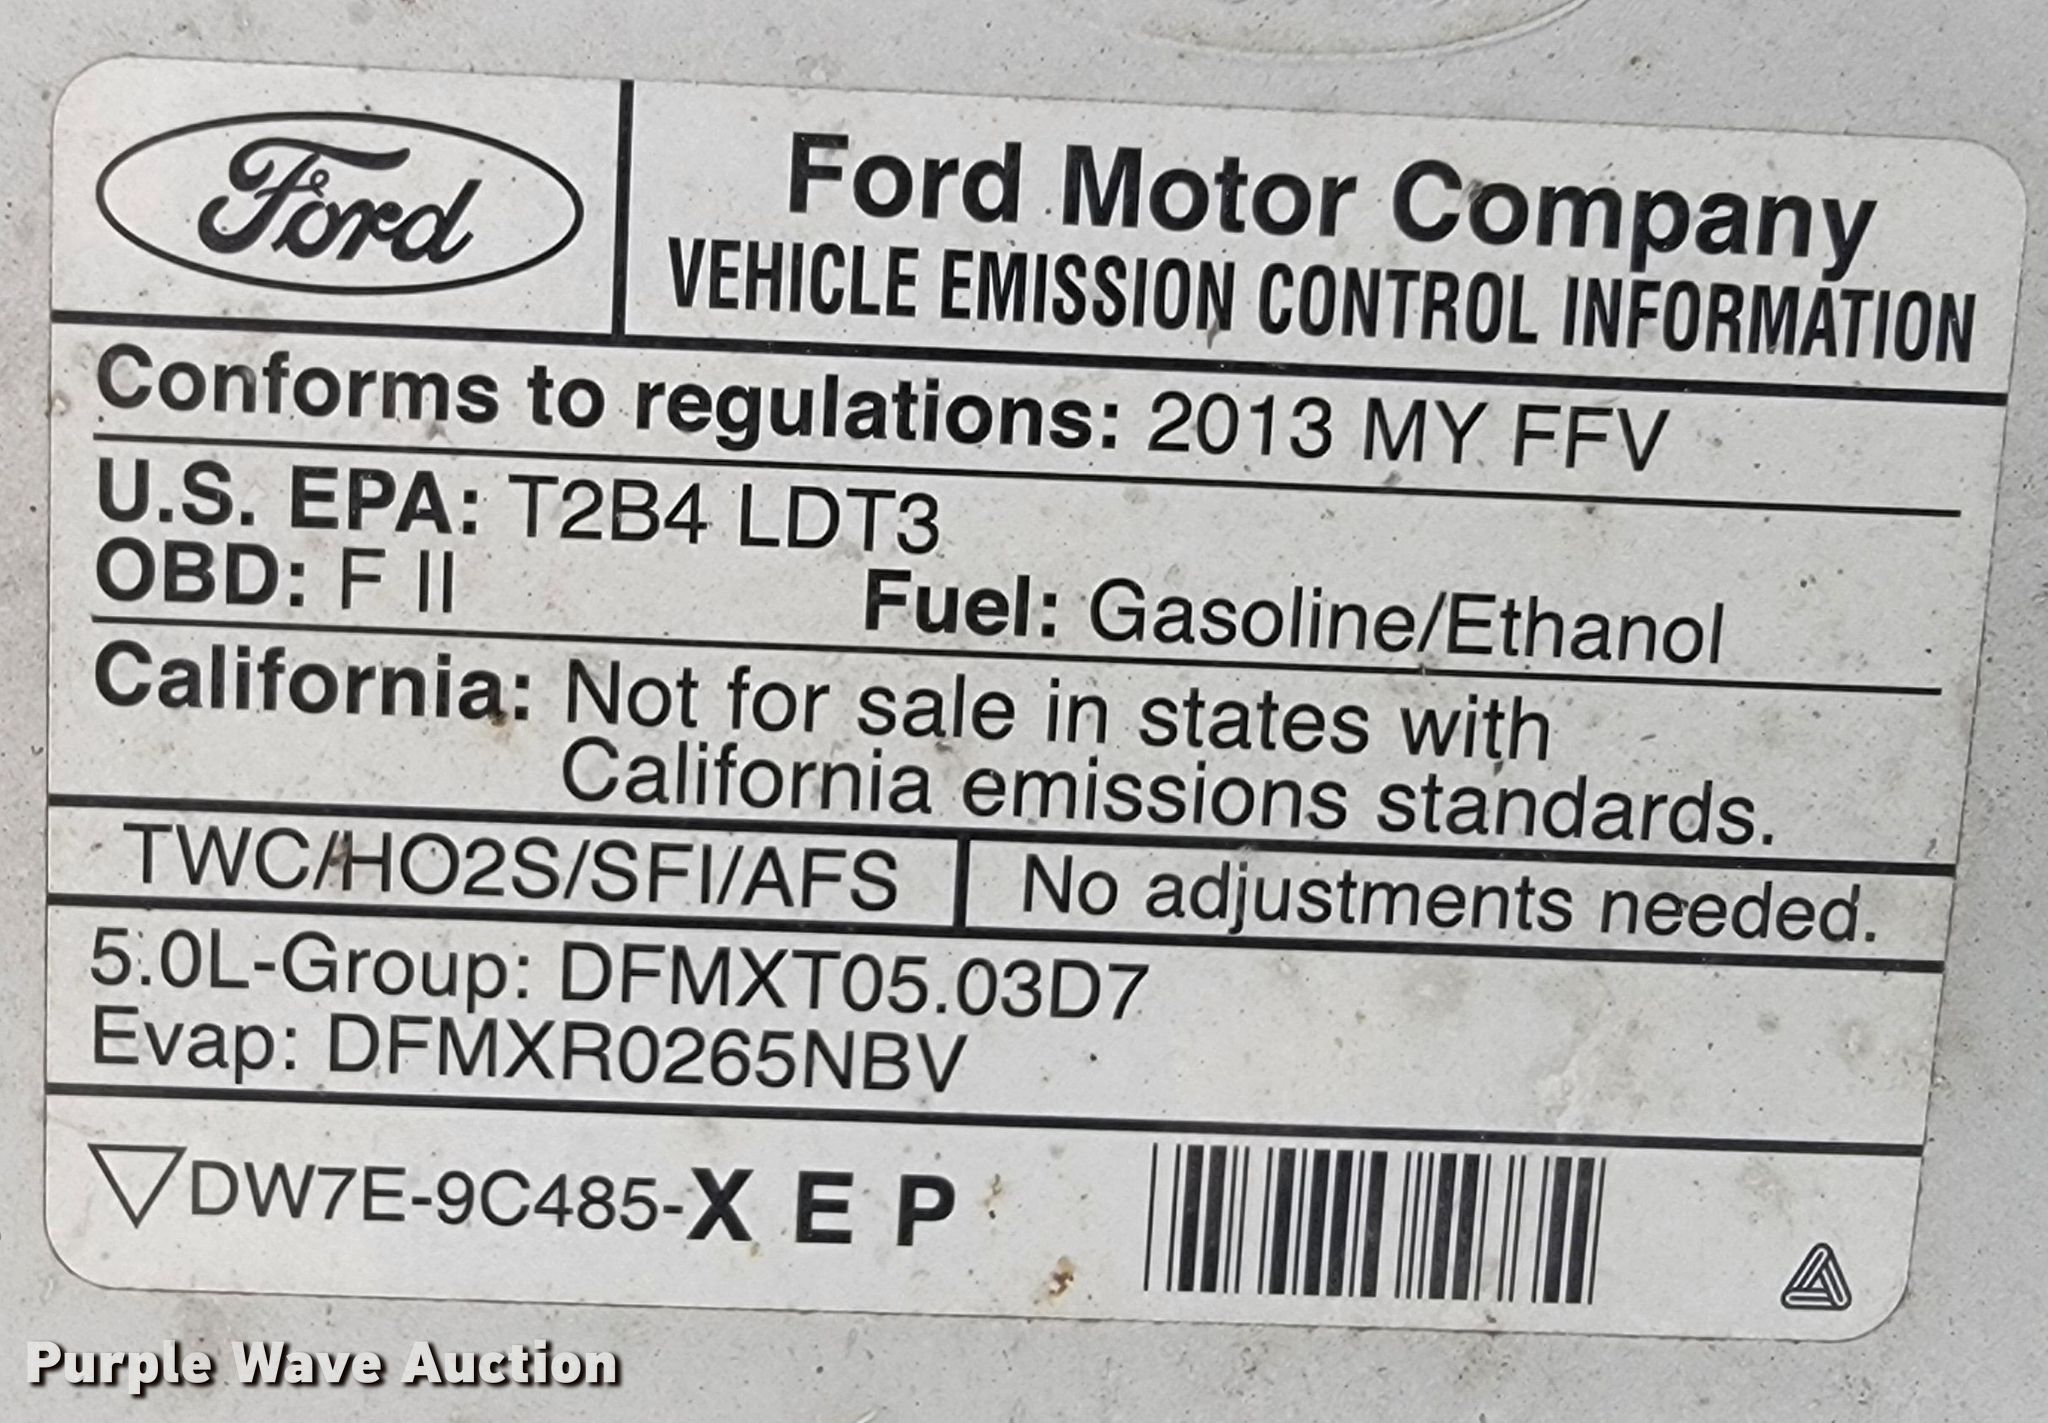 Ford
Ford Motor Company
VEHICLE EMISSION CONTROL INFORMATION
Conforms to regulations: 2013 MY FFV
U.S. EPA: T2B4 LDT3
OBD: F II Fuel: Gasoline/Ethanol
California: Not for sale in states with
California emissions standards.
TWC/HO2S/SFI/AFS No adjustments needed.
5.0L-Group: DFMXT05.03D7
Evap: DFMXR0265NBV
DW7E-9C485-X E P
Purple Wave Auction